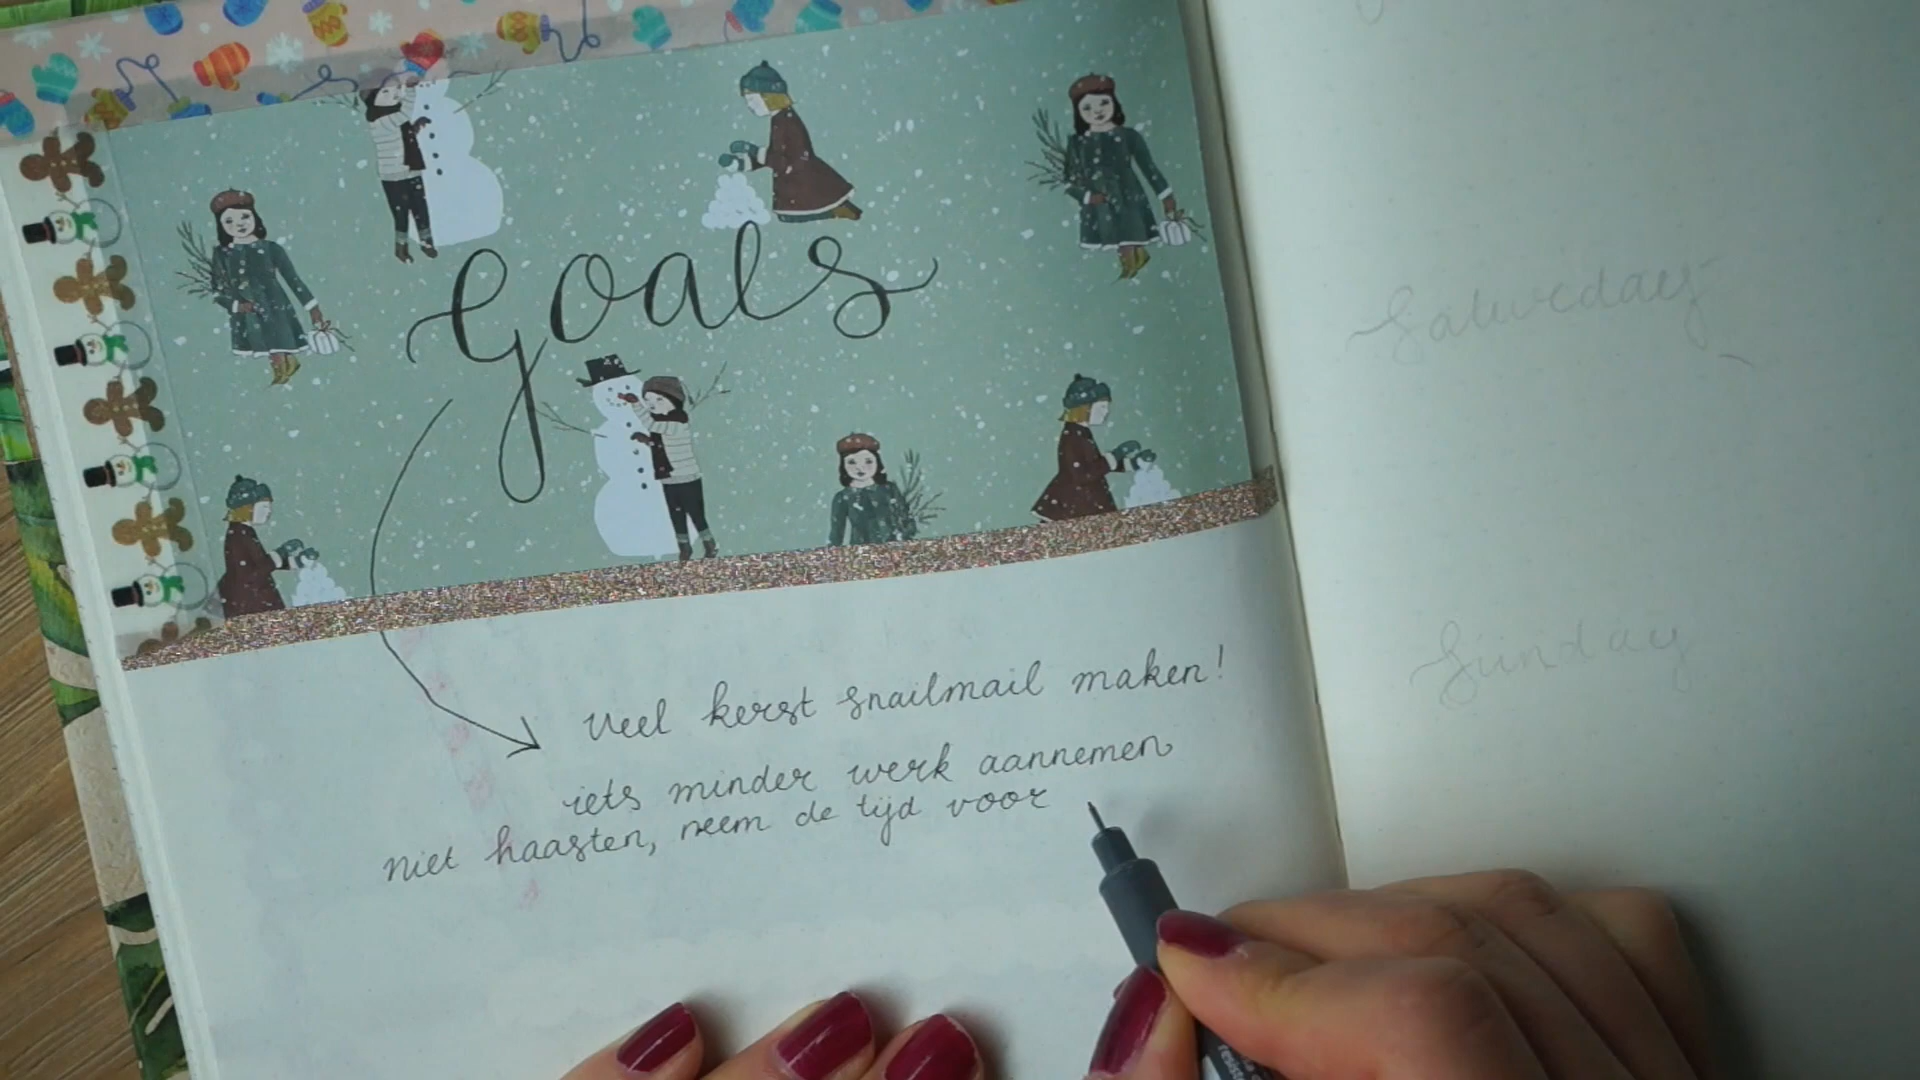 Goals
Veel kerst snailmail maken!
iets minder werk aannemen
niet haasten, neem de tijd voor
Saturday
Sunday